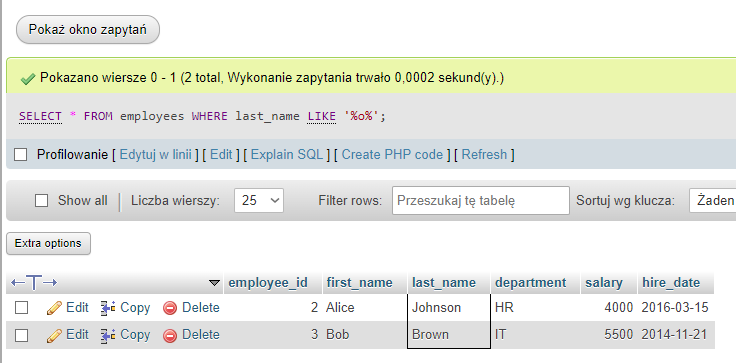 Pokaż okno zapytań
Pokazano wiersze 0 - 1 (2 total, Wykonanie zapytania trwało 0,0002 sekund(y).)
SELECT * FROM employees WHERE last_name LIKE '%o%';
Profilowanie [ Edytuj w linii ] [ Edit ] [ Explain SQL ] [ Create PHP code ] [ Refresh ]
Show all Liczba wierszy: 25 Filter rows: Przeszukaj tę tabelę Sortuj wg klucza: Żaden
Extra options
←T→ employee_id first_name last_name department salary hire_date
Edit Copy Delete 2 Alice Johnson HR 4000 2016-03-15
Edit Copy Delete 3 Bob Brown IT 5500 2014-11-21